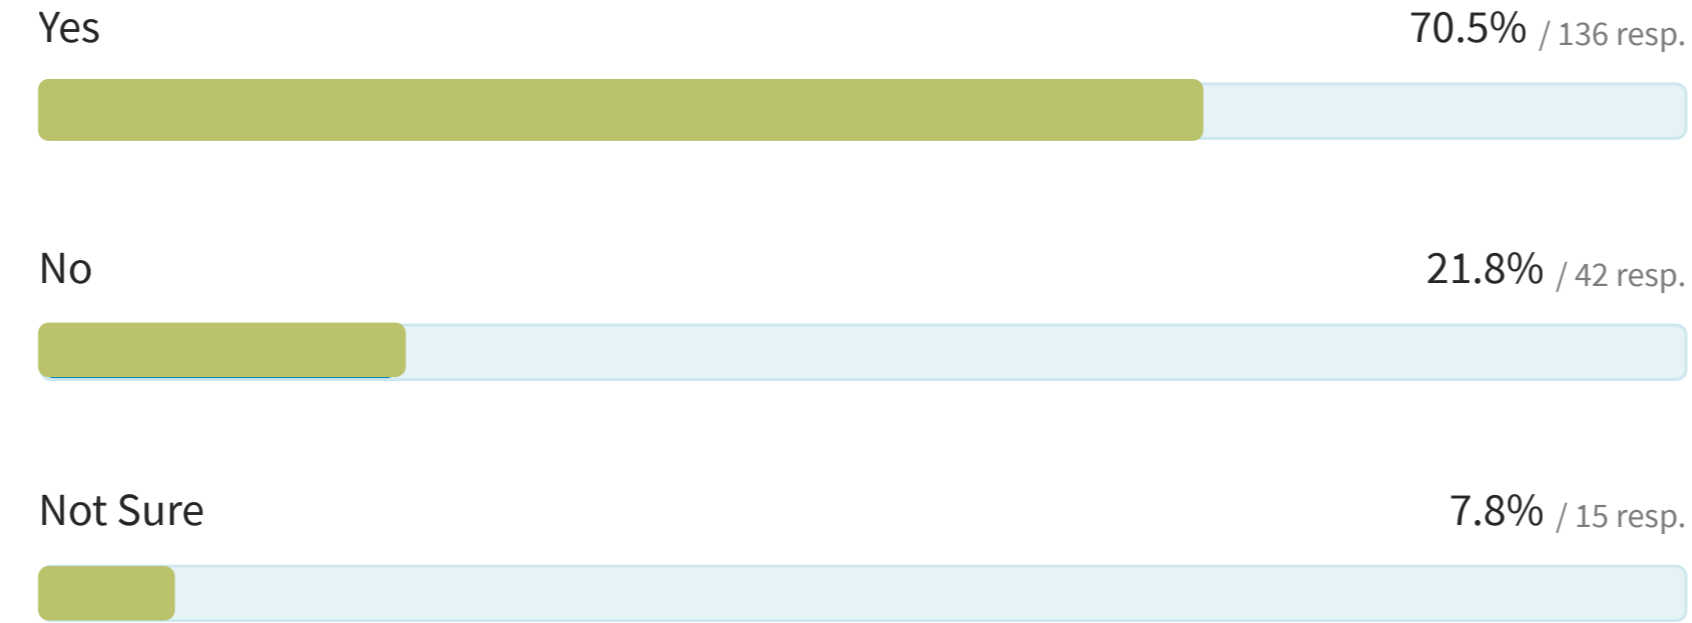 Yes 70.5% / 136 resp.
No 21.8% / 42 resp.
Not Sure 7.8% / 15 resp.